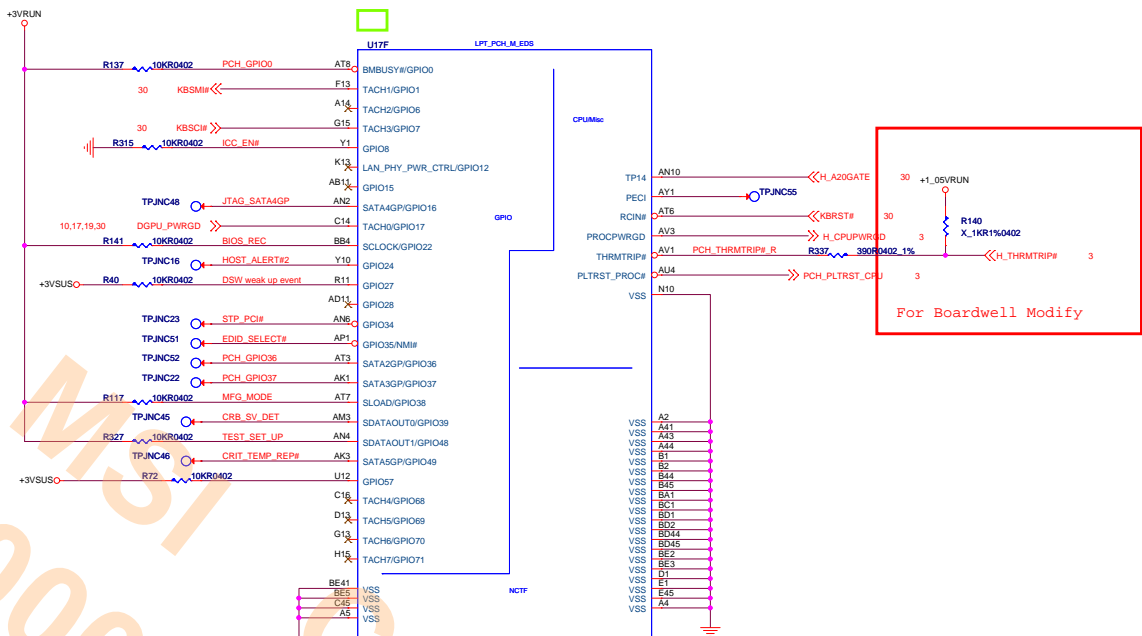 +3VRUN
U17F
LPT_PCH_M_EDS
R137 10KR0402 PCH_GPIO0 AT8 BMBUSY#/GPIO0
30 KBSMI# F13 TACH1/GPIO1
A14 TACH2/GPIO6
30 KBSCI# G15 TACH3/GPIO7
CPU/Misc
R315 10KR0402 ICC_EN# Y1 GPIO8
K13 LAN_PHY_PWR_CTRL/GPIO12
AB11 GPIO15
TPJNC48 JTAG_SATA4GP AN2 SATA4GP/GPIO16
10,17,19,30 DGPU_PWRGD C14 TACH0/GPIO17
GPIO
R141 10KR0402 BIOS_REC BB4 SCLOCK/GPIO22
TPJNC16 HOST_ALERT#2 Y10 GPIO24
+3VSUS R40 10KR0402 DSW weak up event R11 GPIO27
AD11 GPIO28
TPJNC23 STP_PCI# AN6 GPIO34
TPJNC51 EDID_SELECT# AP1 GPIO35/NMI#
TPJNC52 PCH_GPIO36 AT3 SATA2GP/GPIO36
TPJNC22 PCH_GPIO37 AK1 SATA3GP/GPIO37
R117 10KR0402 MFG_MODE AT7 SLOAD/GPIO38
TPJNC45 CRB_SV_DET AM3 SDATAOUT0/GPIO39
R327 10KR0402 TEST_SET_UP AN4 SDATAOUT1/GPIO48
TPJNC46 CRIT_TEMP_REP# AK3 SATA5GP/GPIO49
+3VSUS R72 10KR0402 U12 GPIO57
C16 TACH4/GPIO68
D13 TACH5/GPIO69
G13 TACH6/GPIO70
H15 TACH7/GPIO71
BE41 VSS
BE5 VSS
C45 VSS
A5 VSS
NCTF
TP14 AN10 H_A20GATE 30
PECI AY1 TPJNC55
RCIN# AT6 KBRST# 30
PROCPWRGD AV3 H_CPUPWRGD 3
THRMTRIP# AV1 PCH_THRMTRIP#_R R337 390R0402_1% H_THRMTRIP# 3
PLTRST_PROC# AU4 PCH_PLTRST_CPU 3
VSS N10
+1_05VRUN
R140
X_1KR1%0402
For Boardwell Modify
VSS A2
VSS A41
VSS A43
VSS A44
VSS B1
VSS B2
VSS B44
VSS B45
VSS BA1
VSS BC1
VSS BD1
VSS BD2
VSS BD44
VSS BD45
VSS BE2
VSS BE3
VSS D1
VSS E1
VSS E45
VSS A4
MSI